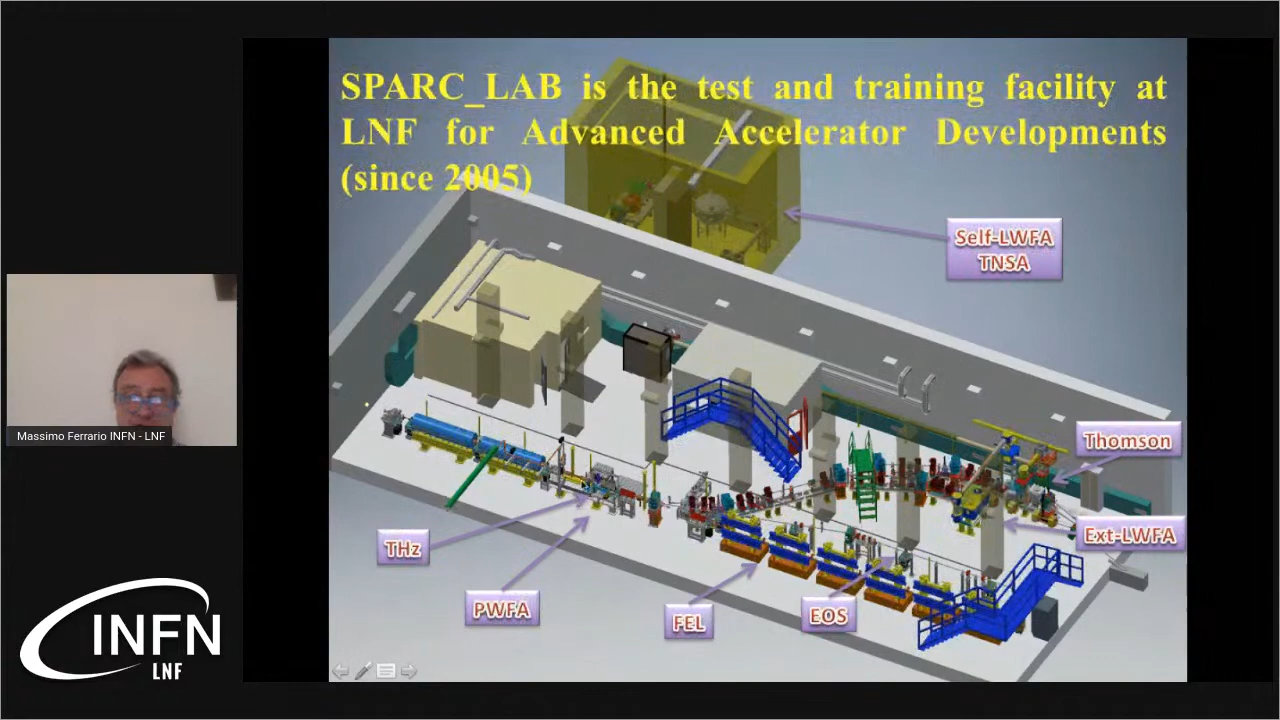 SPARC_LAB is the test and training facility at
LNF for Advanced Accelerator Developments
(since 2005)
Self-LWFA
TNSA
Thomson
Ext-LWFA
THz
PWFA
FEL
EOS
Massimo Ferrario INFN - LNF
INFN
LNF